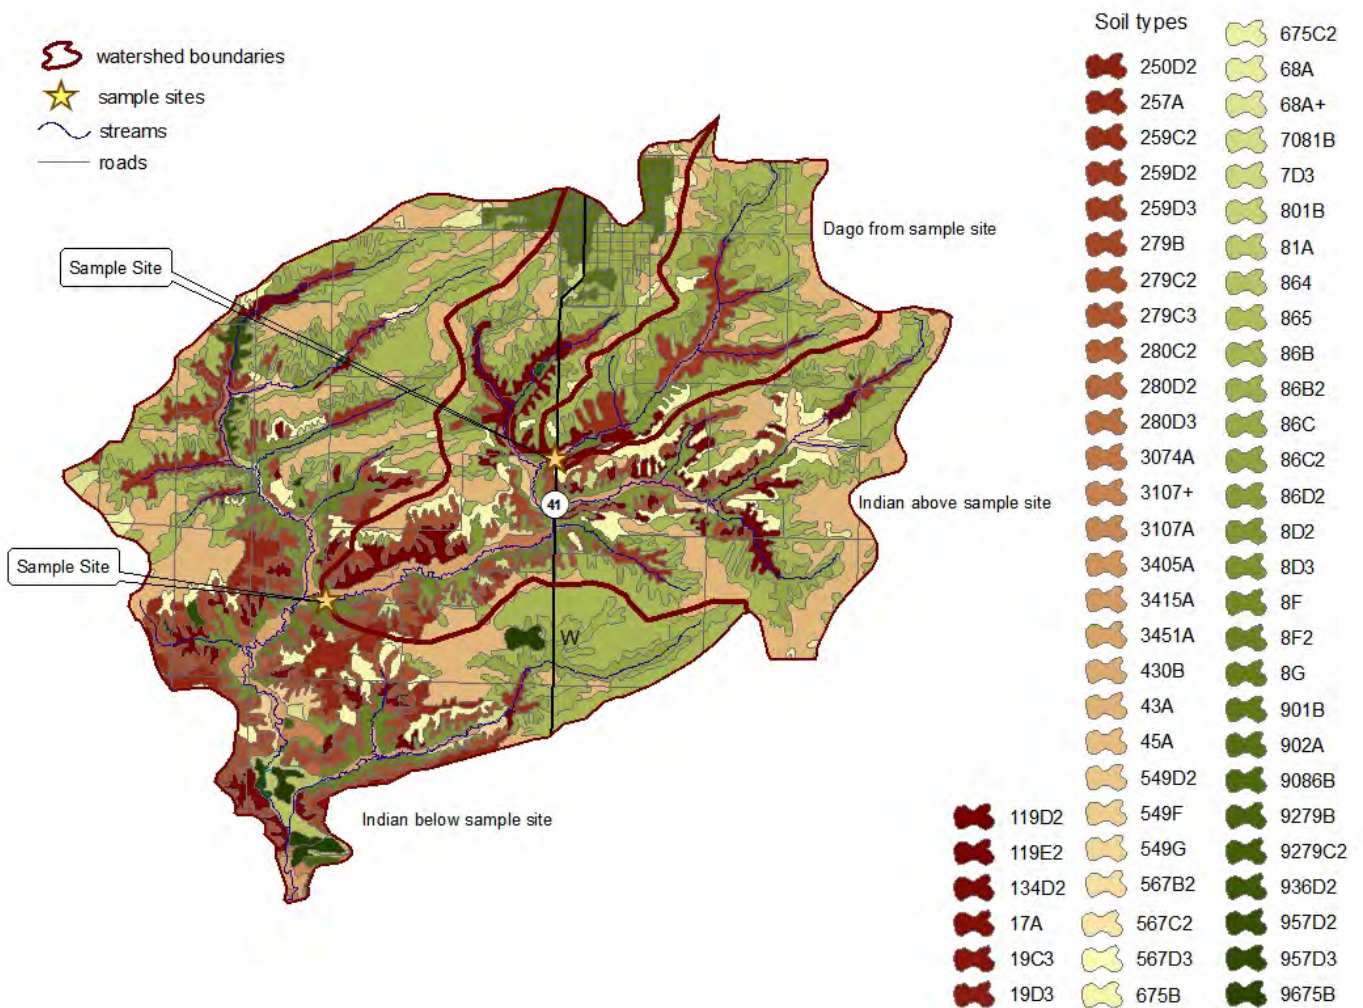 watershed boundaries
sample sites
streams
roads
Sample Site
Sample Site
Dago from sample site
Indian above sample site
41
W
Indian below sample site
Soil types
119D2
119E2
134D2
17A
19C3
19D3
250D2
257A
259C2
259D2
259D3
279B
279C2
279C3
280C2
280D2
280D3
3074A
3107+
3107A
3405A
3415A
3451A
430B
43A
45A
549D2
549F
549G
567B2
567C2
567D3
675B
675C2
68A
68A+
7081B
7D3
801B
81A
864
865
86B
86B2
86C
86C2
86D2
8D2
8D3
8F
8F2
8G
901B
902A
9086B
9279B
9279C2
936D2
957D2
957D3
9675B